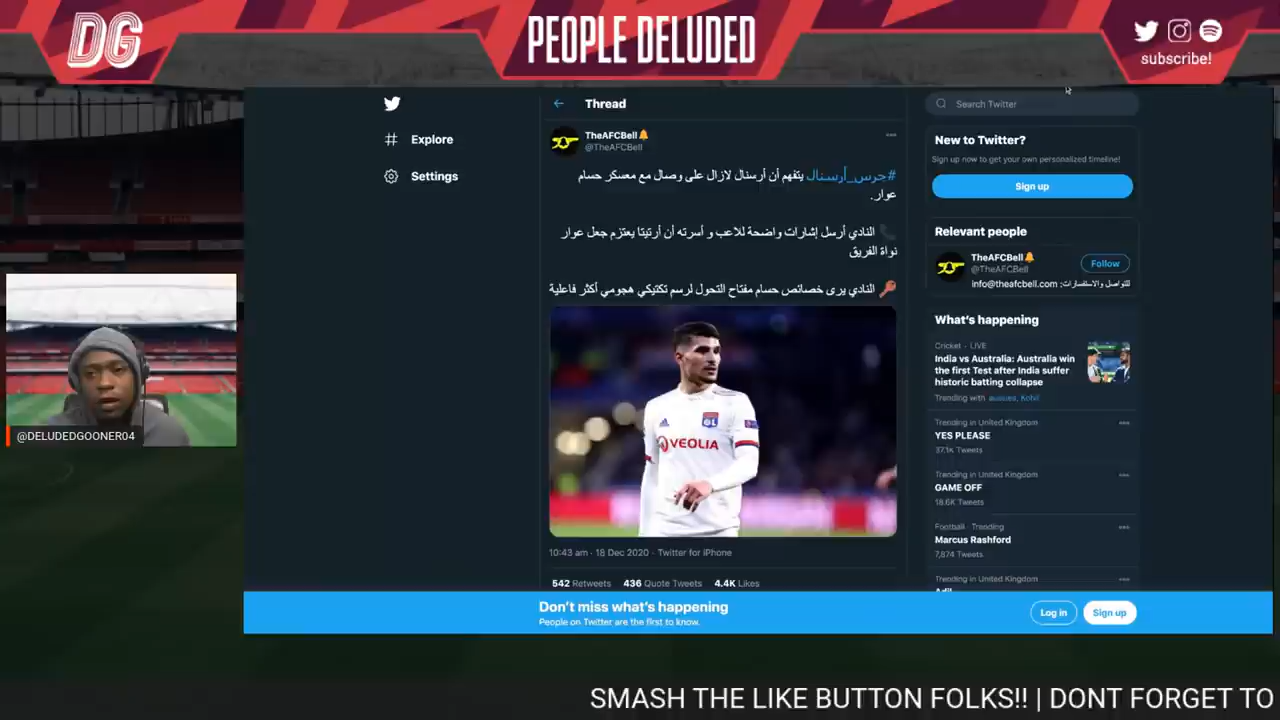 DG
PEOPLE DELUDED
subscribe!
Explore
Settings
@DELUDEDGOONER04
Thread
TheAFCBell🔔
@TheAFCBell
#جرس_أرسنال يتفهم أن أرسنال لازال على وصال مع معسكر حسام
عوار.
📞 النادي أرسل إشارات واضحة للاعب و أسرته أن أرتيتا يعتزم جعل عوار
نواة الفريق
🔑 النادي يرى خصائص حسام مفتاح التحول لرسم تكتيكي هجومي أكثر فاعلية
VEOLIA
10:43 am · 18 Dec 2020 · Twitter for iPhone
542 Retweets 436 Quote Tweets 4.4K Likes
Search Twitter
New to Twitter?
Sign up now to get your own personalized timeline!
Sign up
Relevant people
TheAFCBell🔔
@TheAFCBell
Follow
للتواصل والاستفسارات: info@theafcbell.com
What's happening
Cricket · LIVE
India vs Australia: Australia win
the first Test after India suffer
historic batting collapse
Trending with #ausvind, Kohli
Trending in United Kingdom
YES PLEASE
37.1K Tweets
Trending in United Kingdom
GAME OFF
18.6K Tweets
Football · Trending
Marcus Rashford
7,874 Tweets
Trending in United Kingdom
Don't miss what's happening
People on Twitter are the first to know.
Log in
Sign up
SMASH THE LIKE BUTTON FOLKS!! | DONT FORGET TO